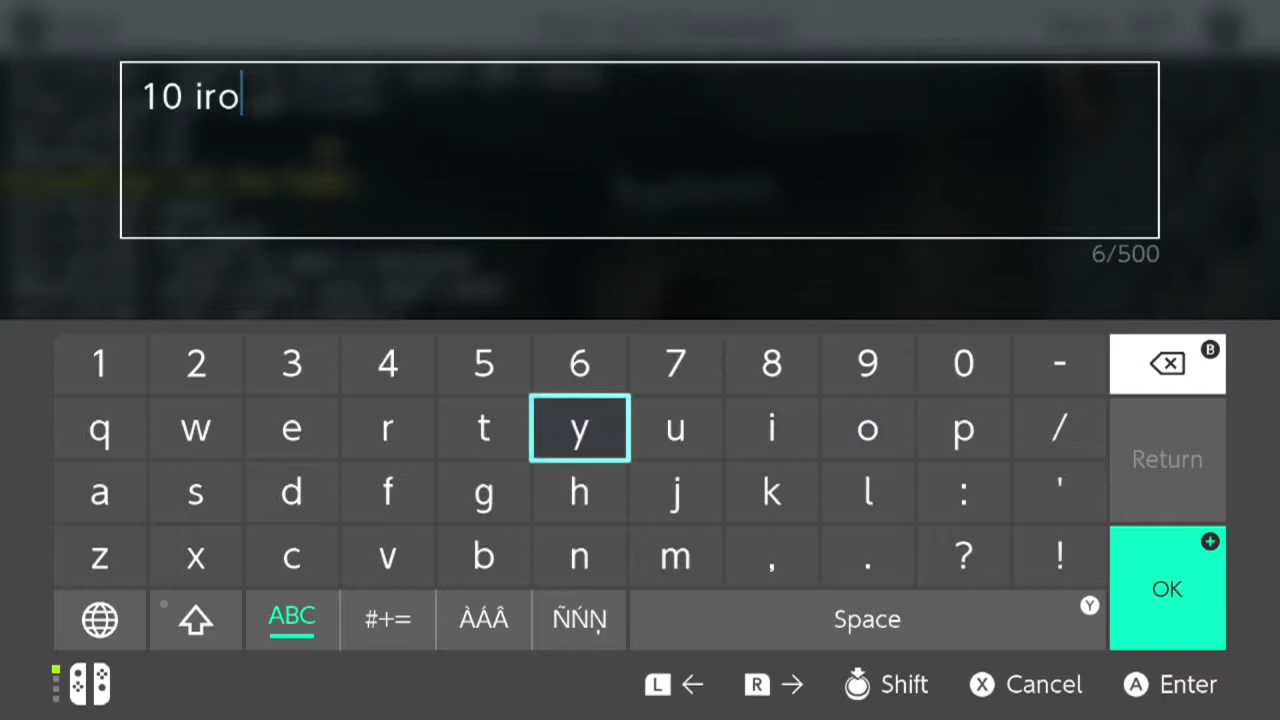 10 iro
6/500
1 2 3 4 5 6 7 8 9 0 - B
q w e r t y u i o p /
Return
a s d f g h j k l : '
z x c v b n m , . ? ! +
OK
ABC #+= ÀÁÂ ÑŃŅ Space Y
L ← R → Shift X Cancel A Enter